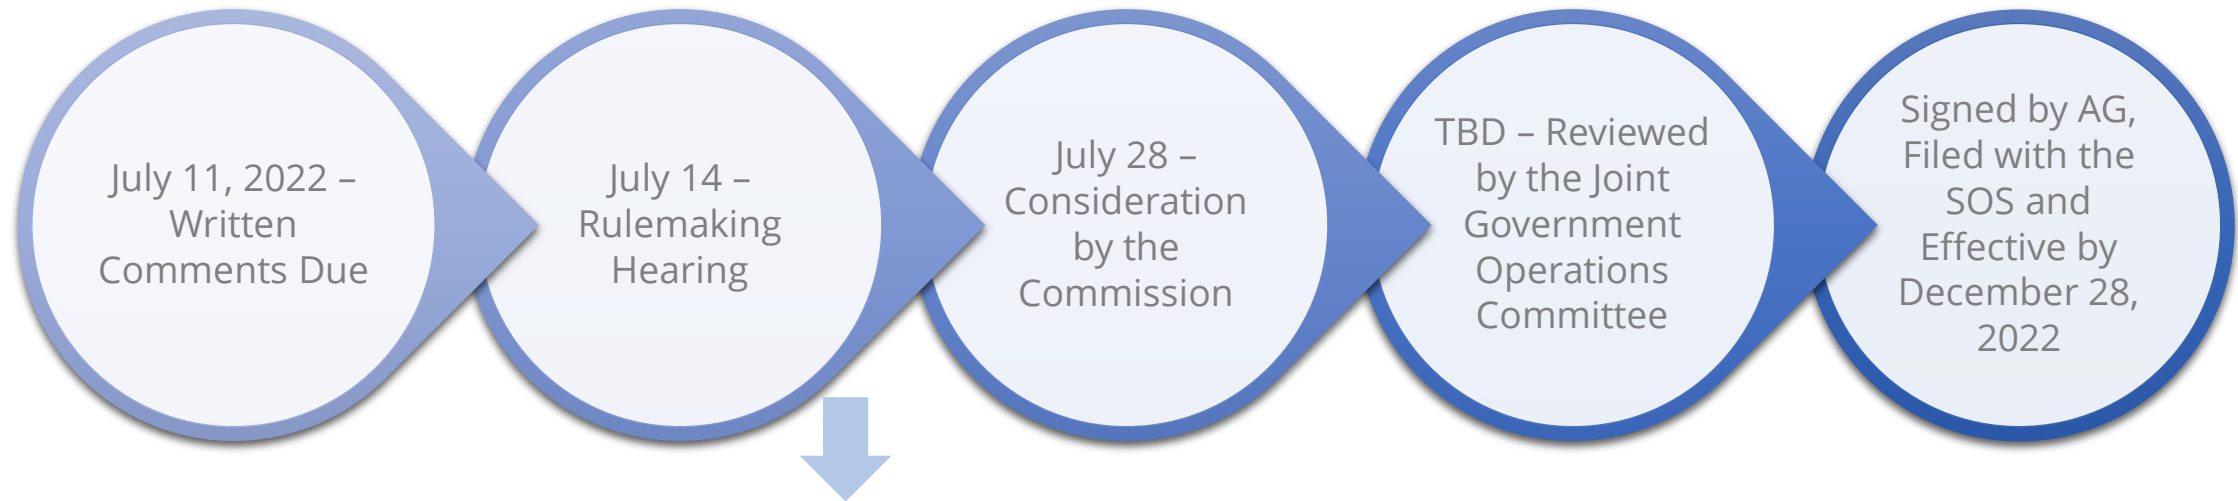 July 11, 2022 –
Written
Comments Due
July 14 –
Rulemaking
Hearing
July 28 –
Consideration
by the
Commission
TBD – Reviewed
by the Joint
Government
Operations
Committee
Signed by AG,
Filed with the
SOS and
Effective by
December 28,
2022